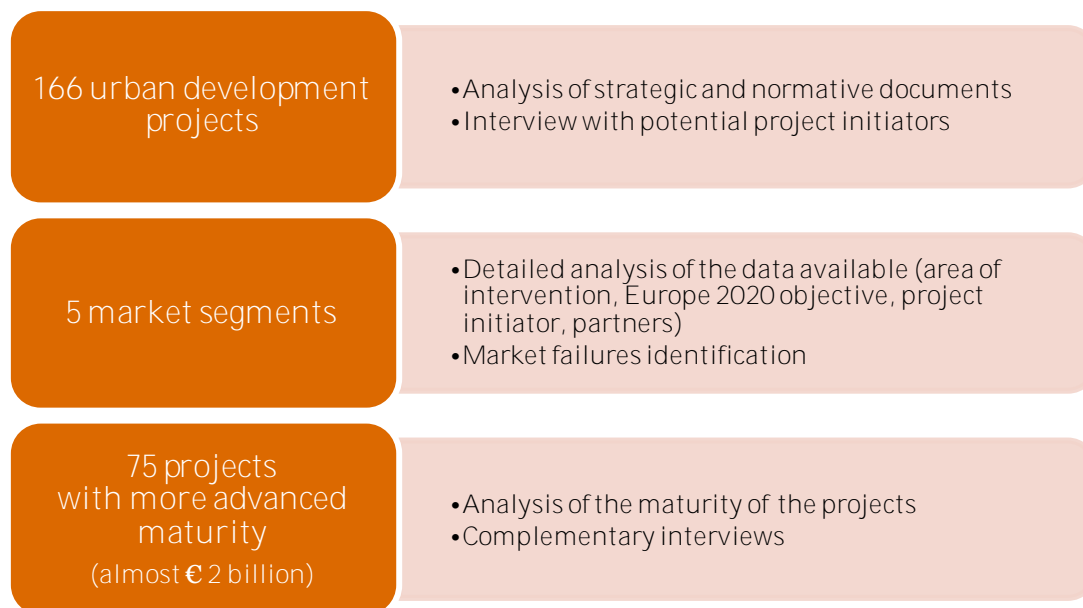 166 urban development
projects
•Analysis of strategic and normative documents
•Interview with potential project initiators
5 market segments
•Detailed analysis of the data available (area of
intervention, Europe 2020 objective, project
initiator, partners)
•Market failures identification
75 projects
with more advanced
maturity
(almost € 2 billion)
•Analysis of the maturity of the projects
•Complementary interviews